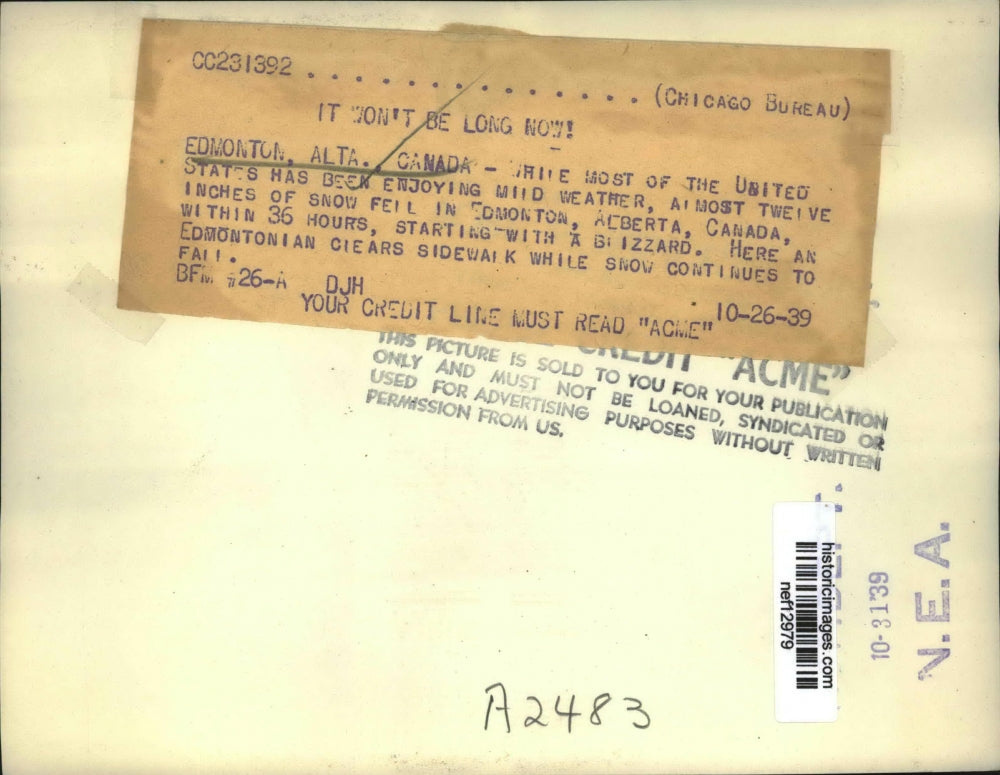 CC231392 . . . . . . . . . . . . . . (CHICAGO BUREAU)
IT WON'T BE LONG NOW!
EDMONTON, ALTA., CANADA - WHILE MOST OF THE UNITED
STATES HAS BEEN ENJOYING MILD WEATHER, ALMOST TWELVE
INCHES OF SNOW FELL IN EDMONTON, ALBERTA, CANADA,
WITHIN 36 HOURS, STARTING WITH A BLIZZARD. HERE AN
EDMONTONIAN CLEARS SIDEWALK WHILE SNOW CONTINUES TO
FALL.
BFM #26-A DJH 10-26-39
YOUR CREDIT LINE MUST READ "ACME"
CREDIT "ACME"
THIS PICTURE IS SOLD TO YOU FOR YOUR PUBLICATION
ONLY AND MUST NOT BE LOANED, SYNDICATED OR
USED FOR ADVERTISING PURPOSES WITHOUT WRITTEN
PERMISSION FROM US.
historicimages.com
nef12979
10-31'39
N.E.A.
A2483